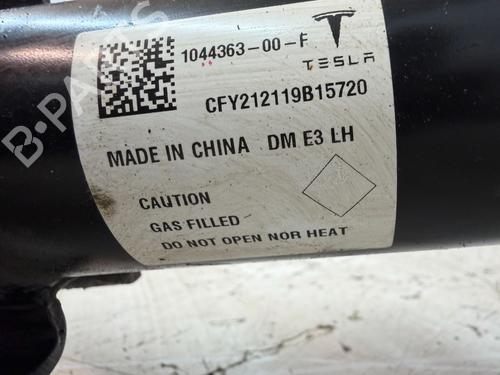 1044363-00-F
TESLA
CFY212119B15720
MADE IN CHINA DM E3 LH
CAUTION
GAS FILLED
DO NOT OPEN NOR HEAT
B-PARTS